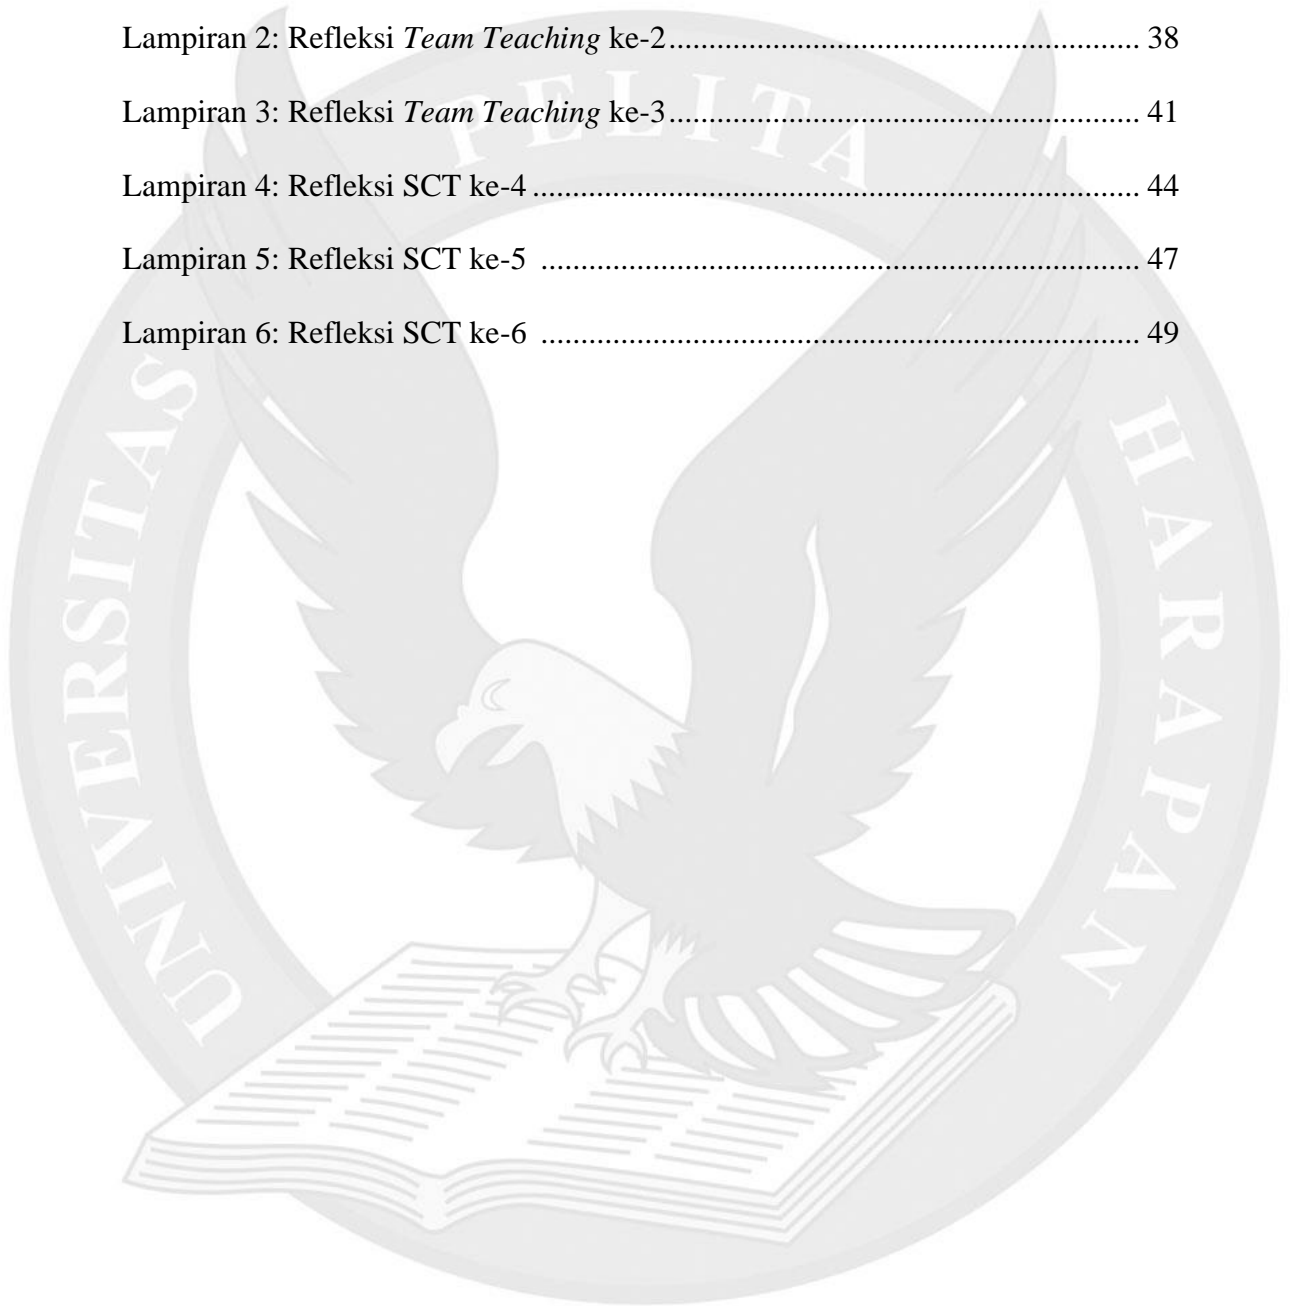 Lampiran 2: Refleksi Team Teaching ke-2............................................................ 38
Lampiran 3: Refleksi Team Teaching ke-3............................................................ 41
Lampiran 4: Refleksi SCT ke-4 ............................................................................. 44
Lampiran 5: Refleksi SCT ke-5 ............................................................................ 47
Lampiran 6: Refleksi SCT ke-6 ............................................................................ 49
UNIVERSITAS PELITA HARAPAN